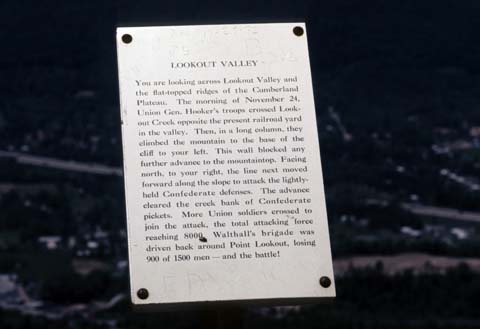 LOOKOUT VALLEY
You are looking across Lookout Valley and
the flat-topped ridges of the Cumberland
Plateau. The morning of November 24,
Union Gen. Hooker's troops crossed Look-
out Creek opposite the present railroad yard
in the valley. Then, in a long column, they
climbed the mountain to the base of the
cliff to your left. This wall blocked any
further advance to the mountaintop. Facing
north, to your right, the line next moved
forward along the slope to attack the lightly-
held Confederate defenses. The advance
cleared the creek bank of Confederate
pickets. More Union soldiers crossed to
join the attack, the total attacking force
reaching 8000. Walthall's brigade was
driven back around Point Lookout, losing
900 of 1500 men — and the battle!